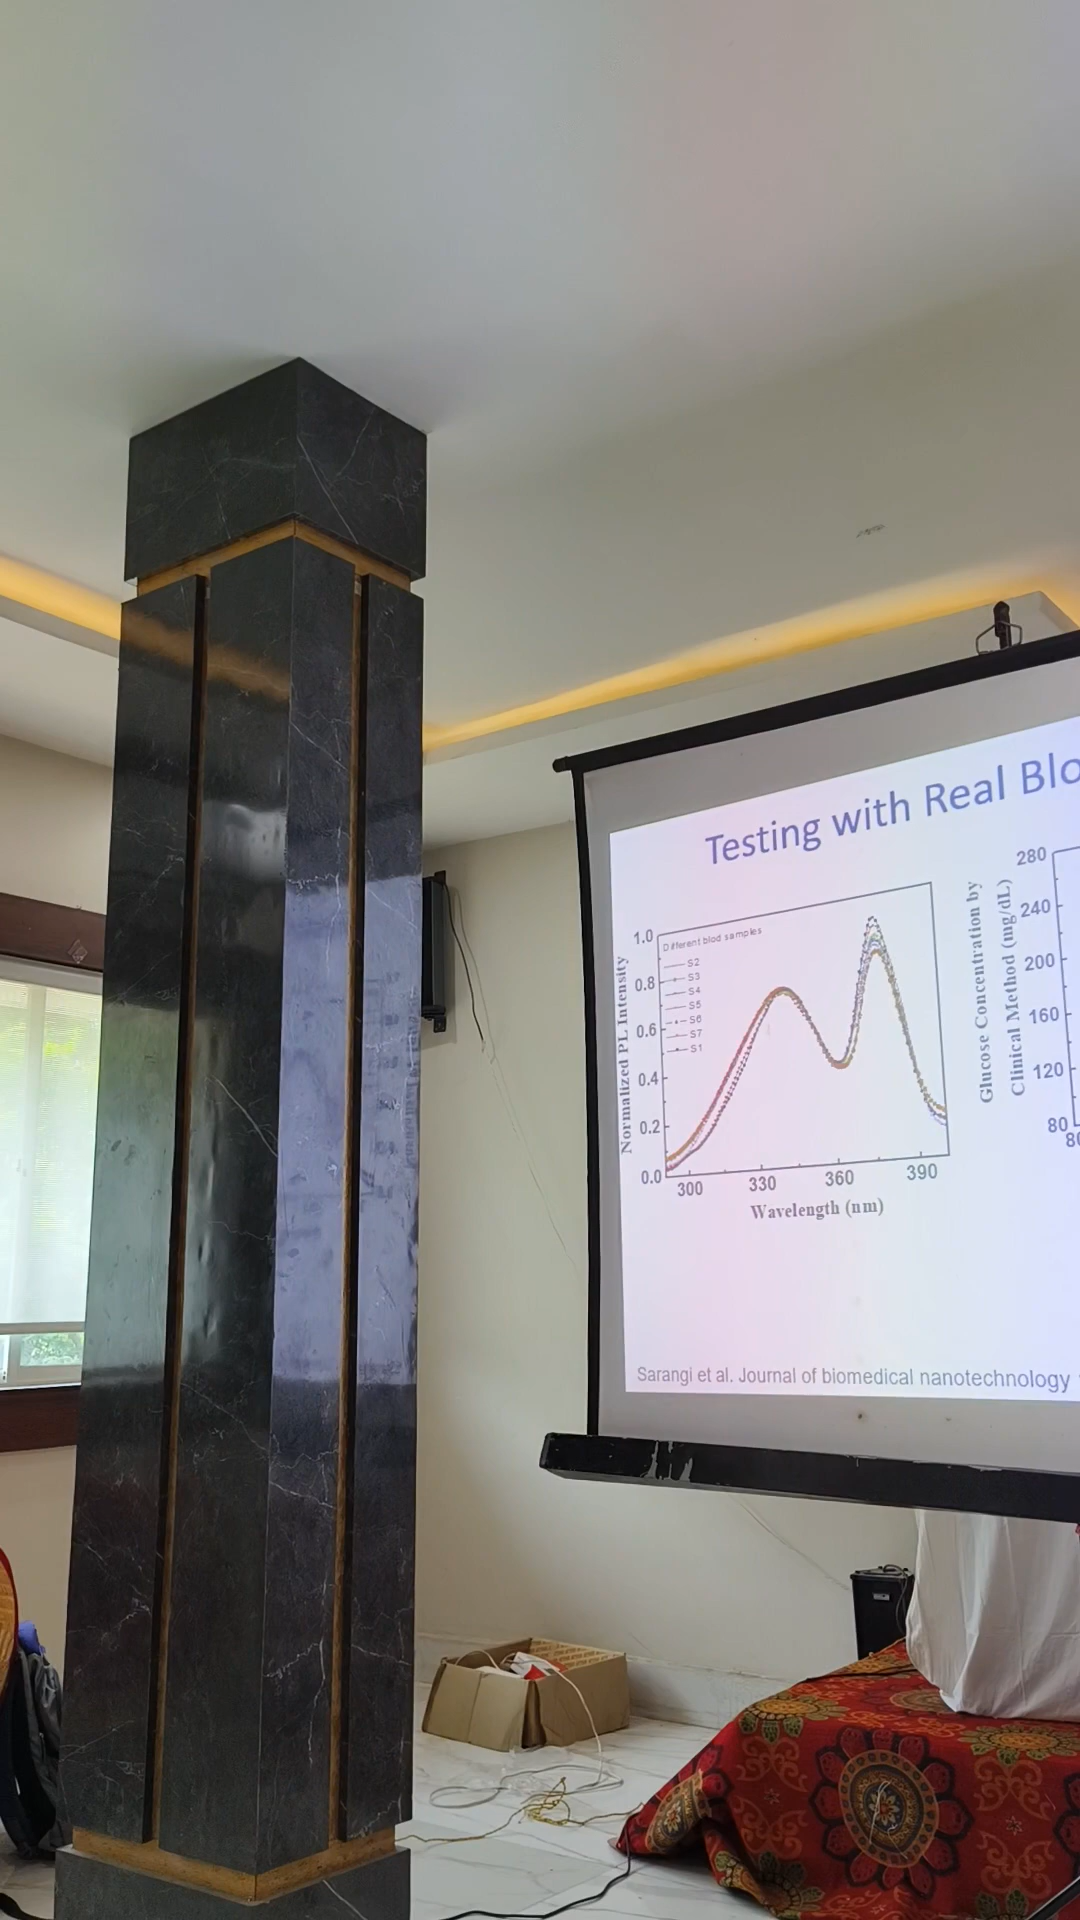 Testing with Real Blo
1.0
0.8
0.6
0.4
0.2
0.0
Normalized PL Intensity
Different blod samples
S2
S3
S4
S5
S6
S7
S1
300 330 360 390
Wavelength (nm)
Glucose Concentration by
Clinical Method (mg/dL)
280
240
200
160
120
80
80
Sarangi et al. Journal of biomedical nanotechnology